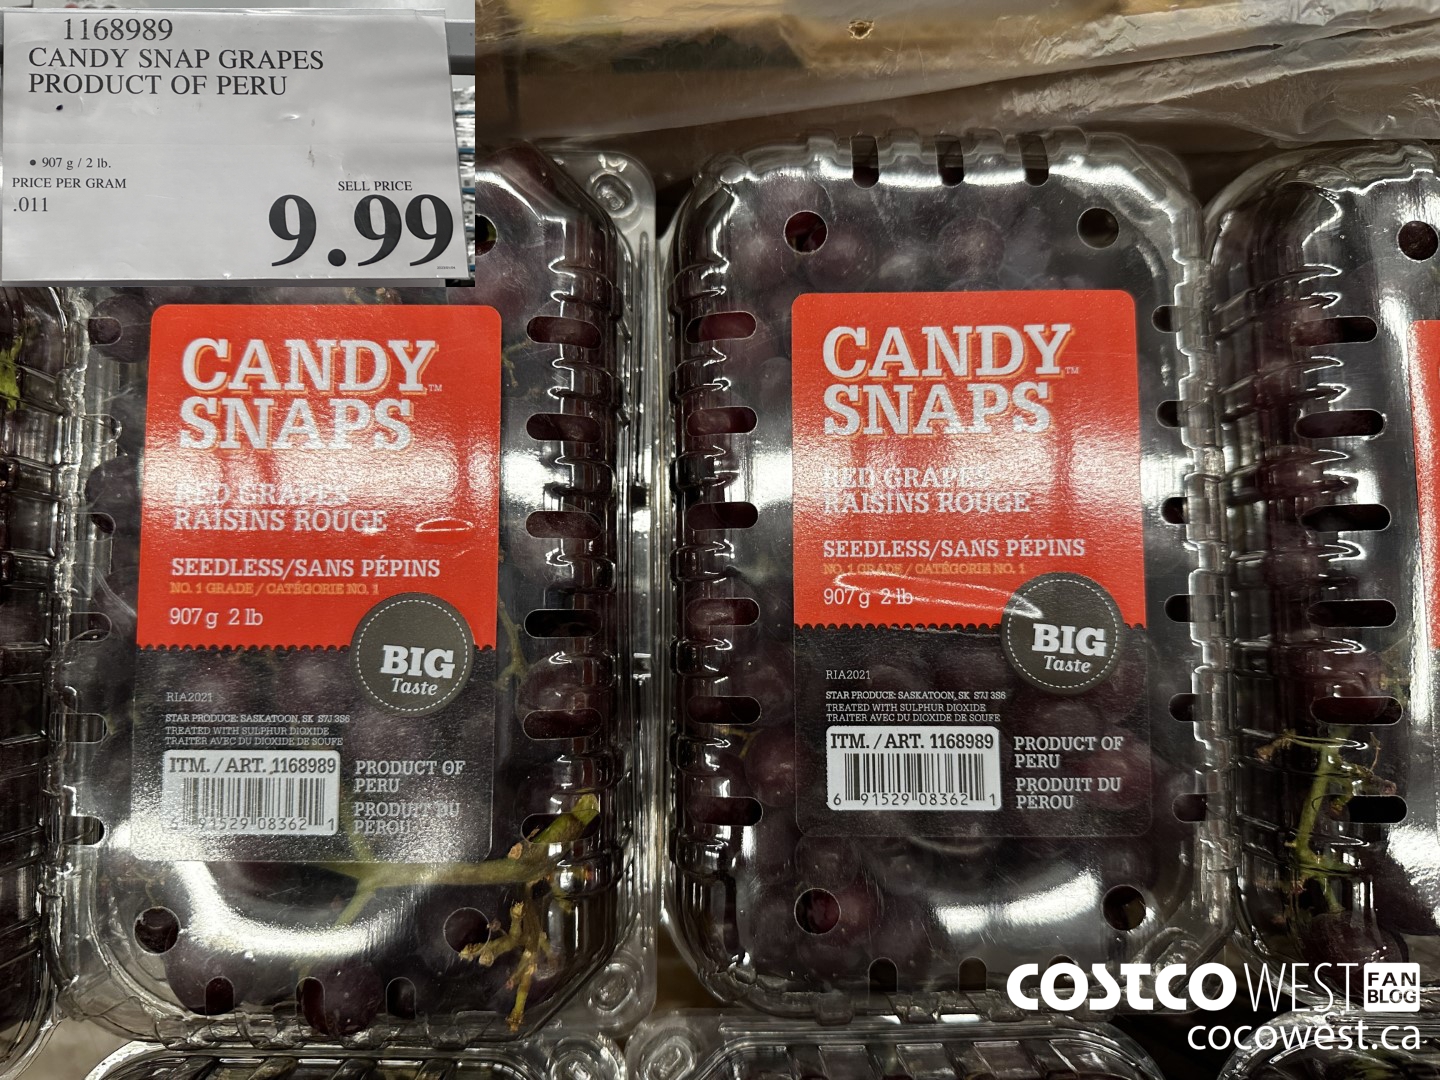 1168989
CANDY SNAP GRAPES
PRODUCT OF PERU
• 907 g / 2 lb.
PRICE PER GRAM
.011
SELL PRICE
9.99
CANDY
SNAPS™
RED GRAPES
RAISINS ROUGE
SEEDLESS/SANS PÉPINS
NO. 1 GRADE / CATÉGORIE NO. 1
907 g 2 lb
BIG
Taste
RIA2021
STAR PRODUCE: SASKATOON, SK S7J 3S6
TREATED WITH SULPHUR DIOXIDE
TRAITER AVEC DU DIOXIDE DE SOUFE
ITM. / ART. 1168989
6 91529 08362 1
PRODUCT OF
PERU
PRODUIT DU
PÉROU
CANDY
SNAPS™
RED GRAPES
RAISINS ROUGE
SEEDLESS/SANS PÉPINS
NO. 1 GRADE / CATÉGORIE NO. 1
907 g 2 lb
BIG
Taste
RIA2021
STAR PRODUCE: SASKATOON, SK S7J 3S6
TREATED WITH SULPHUR DIOXIDE
TRAITER AVEC DU DIOXIDE DE SOUFE
ITM. / ART. 1168989
6 91529 08362 1
PRODUCT OF
PERU
PRODUIT DU
PÉROU
COSTCO WEST FAN BLOG
cocowest.ca